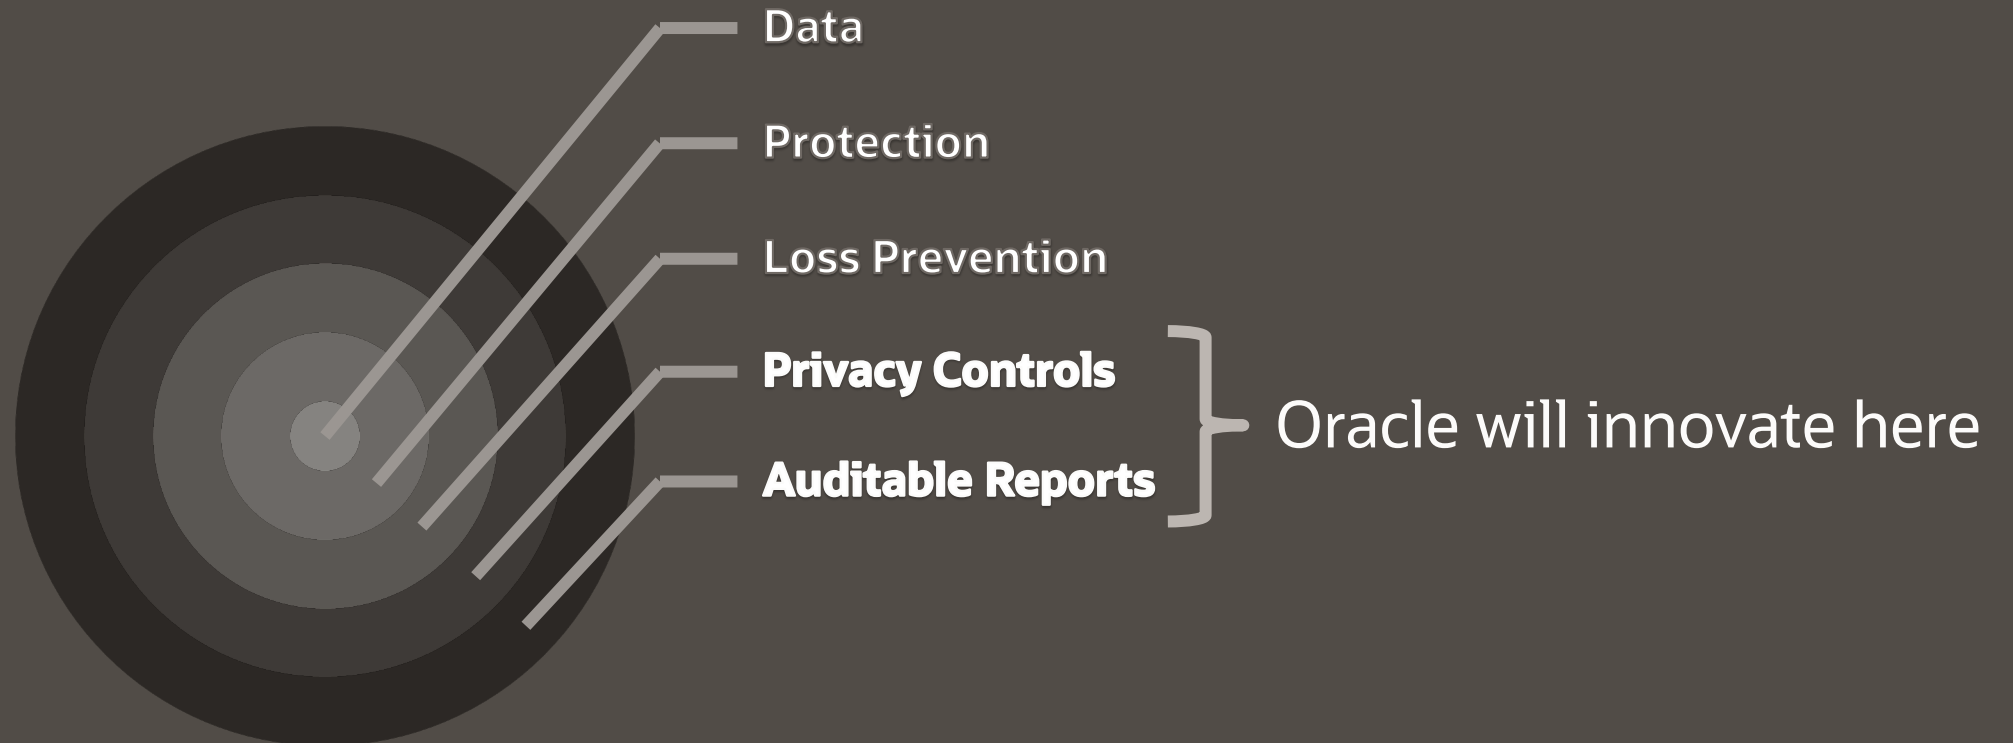 Data
Protection
Loss Prevention
Privacy Controls
Auditable Reports
Oracle will innovate here